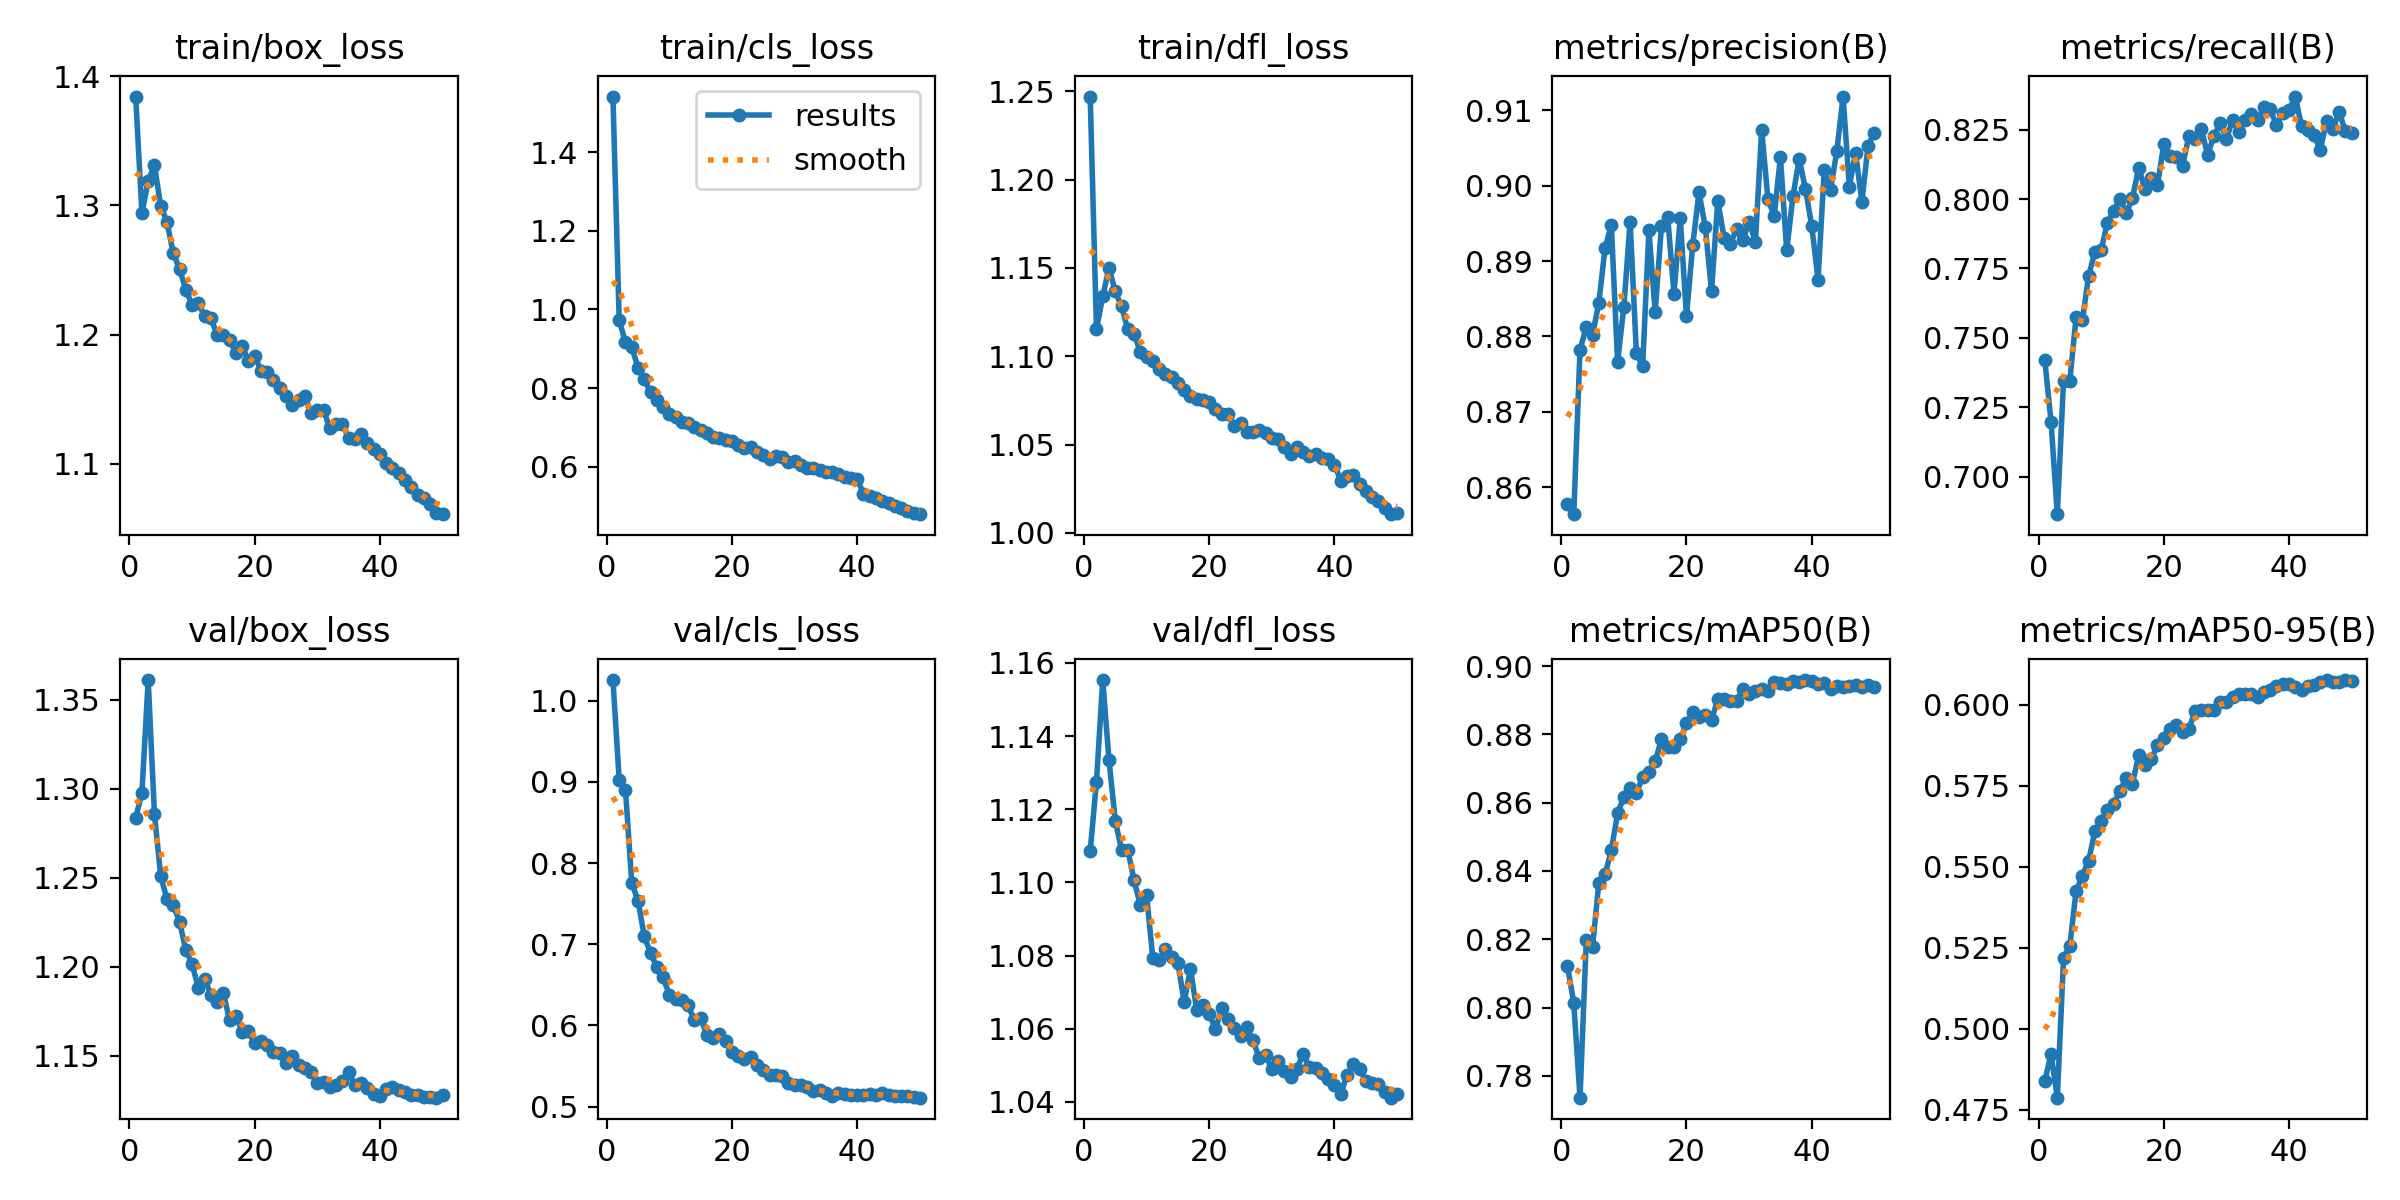 train/box_loss
1.4
1.3
1.2
1.1
0 20 40
train/cls_loss
results
smooth
1.4
1.2
1.0
0.8
0.6
0 20 40
train/dfl_loss
1.25
1.20
1.15
1.10
1.05
1.00
0 20 40
metrics/precision(B)
0.91
0.90
0.89
0.88
0.87
0.86
0 20 40
metrics/recall(B)
0.825
0.800
0.775
0.750
0.725
0.700
0 20 40
val/box_loss
1.35
1.30
1.25
1.20
1.15
0 20 40
val/cls_loss
1.0
0.9
0.8
0.7
0.6
0.5
0 20 40
val/dfl_loss
1.16
1.14
1.12
1.10
1.08
1.06
1.04
0 20 40
metrics/mAP50(B)
0.90
0.88
0.86
0.84
0.82
0.80
0.78
0 20 40
metrics/mAP50-95(B)
0.600
0.575
0.550
0.525
0.500
0.475
0 20 40